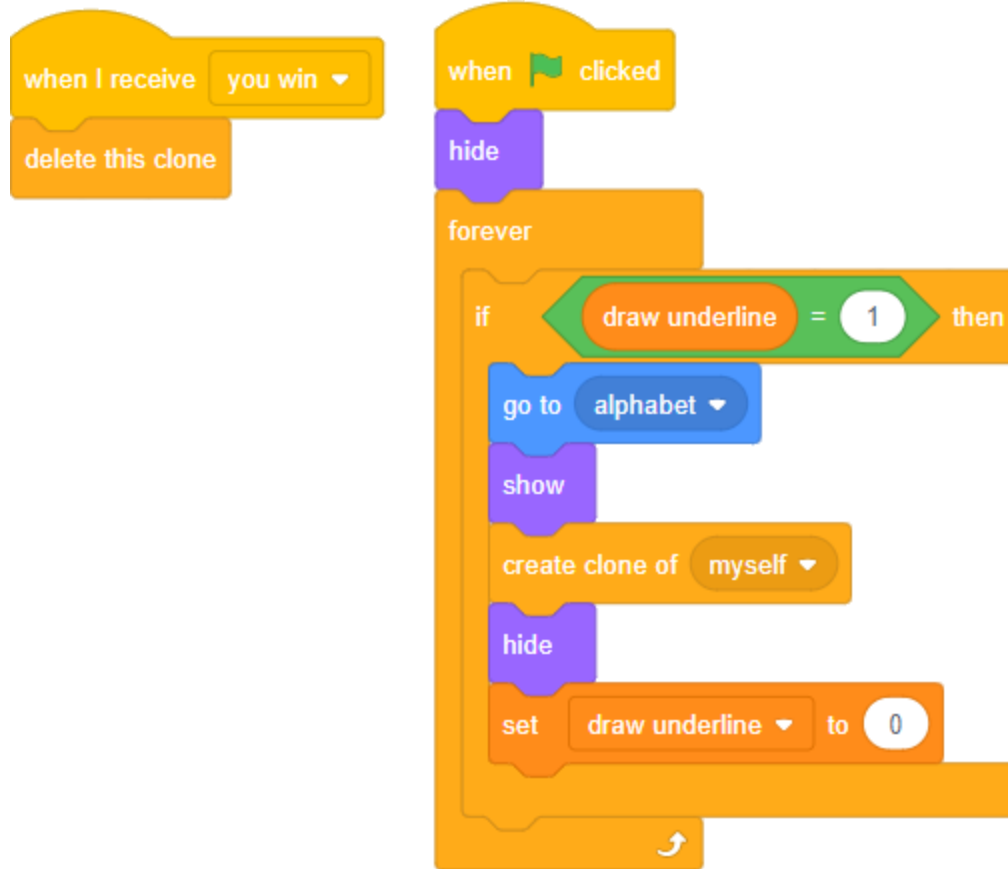 when I receive you win
delete this clone
when clicked
hide
forever
if draw underline = 1 then
go to alphabet
show
create clone of myself
hide
set draw underline to 0